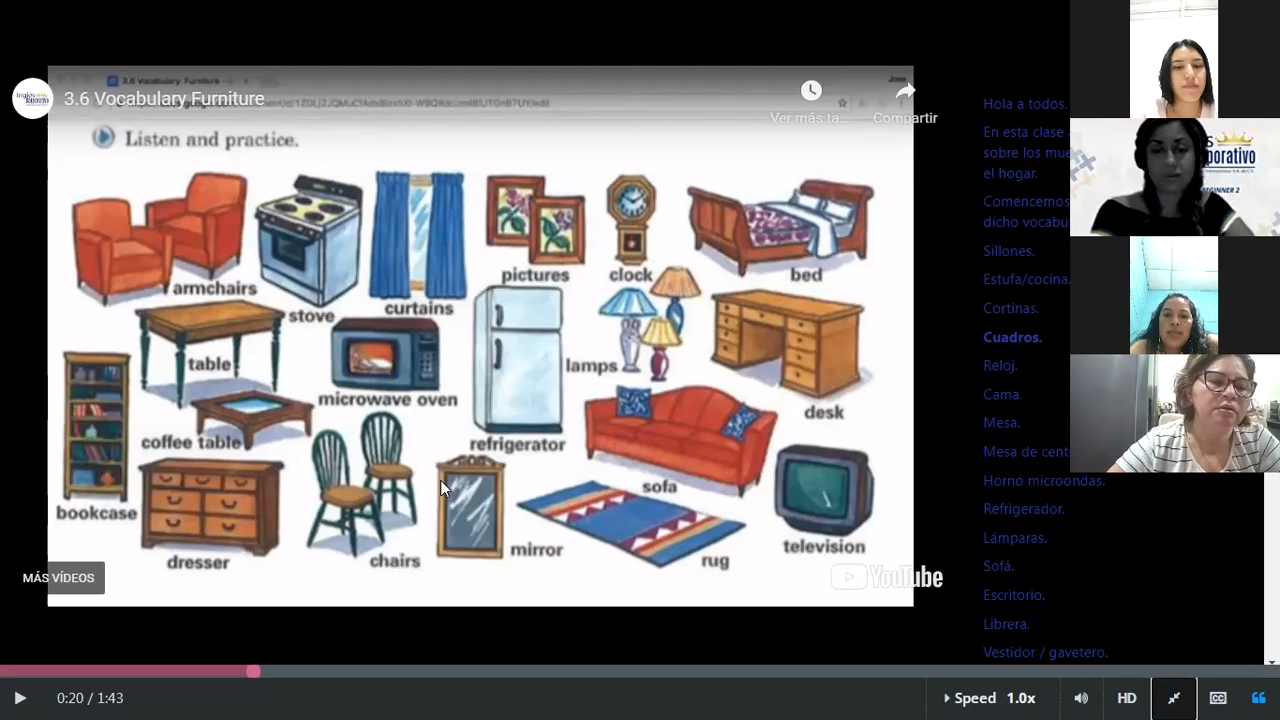 3.6 Vocabulary Furniture
Ver más ta...
Compartir
Listen and practice.
armchairs
stove
curtains
pictures
clock
bed
table
microwave oven
lamps
desk
coffee table
refrigerator
sofa
bookcase
dresser
chairs
mirror
rug
television
MÁS VÍDEOS
YouTube
Hola a todos.
En esta clase
sobre los mue
el hogar.
Comencemos
dicho vocabu
Sillones.
Estufa/cocina.
Cortinas.
Cuadros.
Reloj.
Cama.
Mesa.
Mesa de cent
Horno microondas.
Refrigerador.
Lámparas.
Sofá.
Escritorio.
Librera.
Vestidor / gavetero.
porativo
BEGINNER 2
0:20 / 1:43
Speed 1.0x
HD
CC